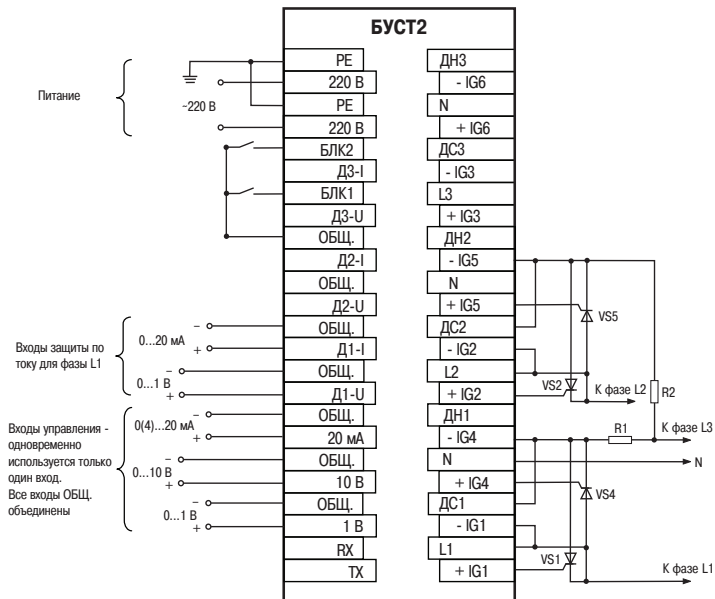 БУСТ2
Питание
~220 В
PE
220 В
PE
220 В
БЛК2
Д3-I
БЛК1
Д3-U
ОБЩ.
Д2-I
ОБЩ.
Д2-U
ОБЩ.
Д1-I
ОБЩ.
Д1-U
ОБЩ.
20 мА
ОБЩ.
10 В
ОБЩ.
1 В
RX
TX
ДН3
- IG6
N
+ IG6
ДС3
- IG3
L3
+ IG3
ДН2
- IG5
N
+ IG5
ДС2
- IG2
L2
+ IG2
ДН1
- IG4
N
+ IG4
ДС1
- IG1
L1
+ IG1
Входы защиты по
току для фазы L1
−
0...20 мА
+
−
0...1 В
+
Входы управления -
одновременно
используется только
один вход.
Все входы ОБЩ.
объединены
−
0(4)...20 мА
+
−
0...10 В
+
−
0...1 В
+
VS5
VS2
К фазе L2
R2
R1
К фазе L3
N
VS4
VS1
К фазе L1